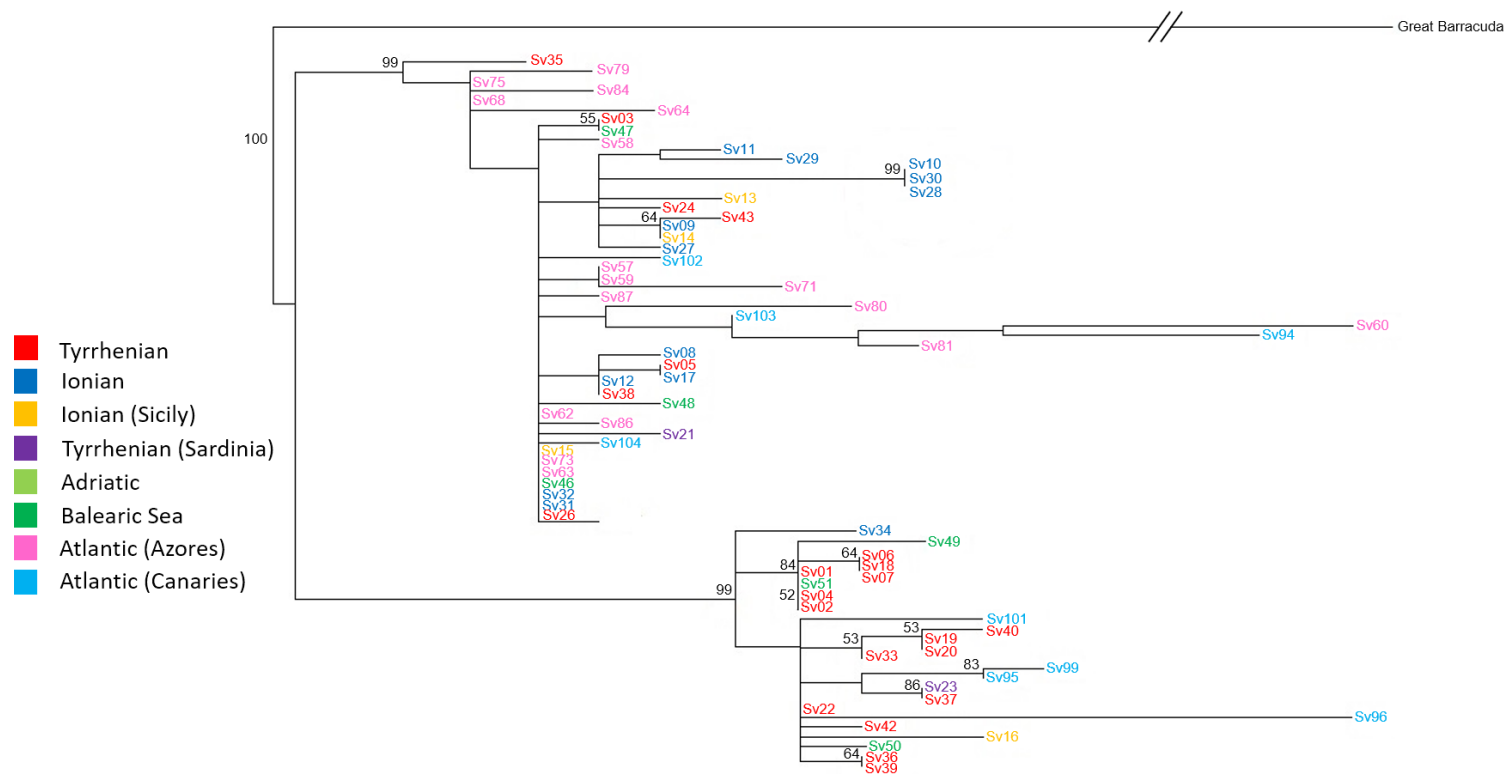 Great Barracuda
99
Sv35
Sv79
Sv75
Sv84
Sv68
Sv64
55
Sv03
Sv47
100
Sv58
Sv11
Sv29
99
Sv10
Sv30
Sv28
Sv13
Sv24
64
Sv43
Sv09
Sv14
Sv27
Sv102
Sv57
Sv59
Sv71
Sv87
Sv80
Sv103
Sv60
Sv94
Sv81
Sv08
Sv05
Sv17
Sv12
Sv38
Sv48
Sv62
Sv86
Sv21
Sv104
Sv15
Sv73
Sv63
Sv46
Sv32
Sv31
Sv26
Tyrrhenian
Ionian
Ionian (Sicily)
Tyrrhenian (Sardinia)
Adriatic
Balearic Sea
Atlantic (Azores)
Atlantic (Canaries)
99
Sv34
Sv49
84
64
Sv06
Sv18
Sv07
Sv01
Sv51
52
Sv04
Sv02
Sv101
53
53
Sv40
Sv19
Sv20
Sv33
83
Sv99
Sv95
86
Sv23
Sv37
Sv22
Sv96
Sv42
Sv16
Sv50
64
Sv36
Sv39